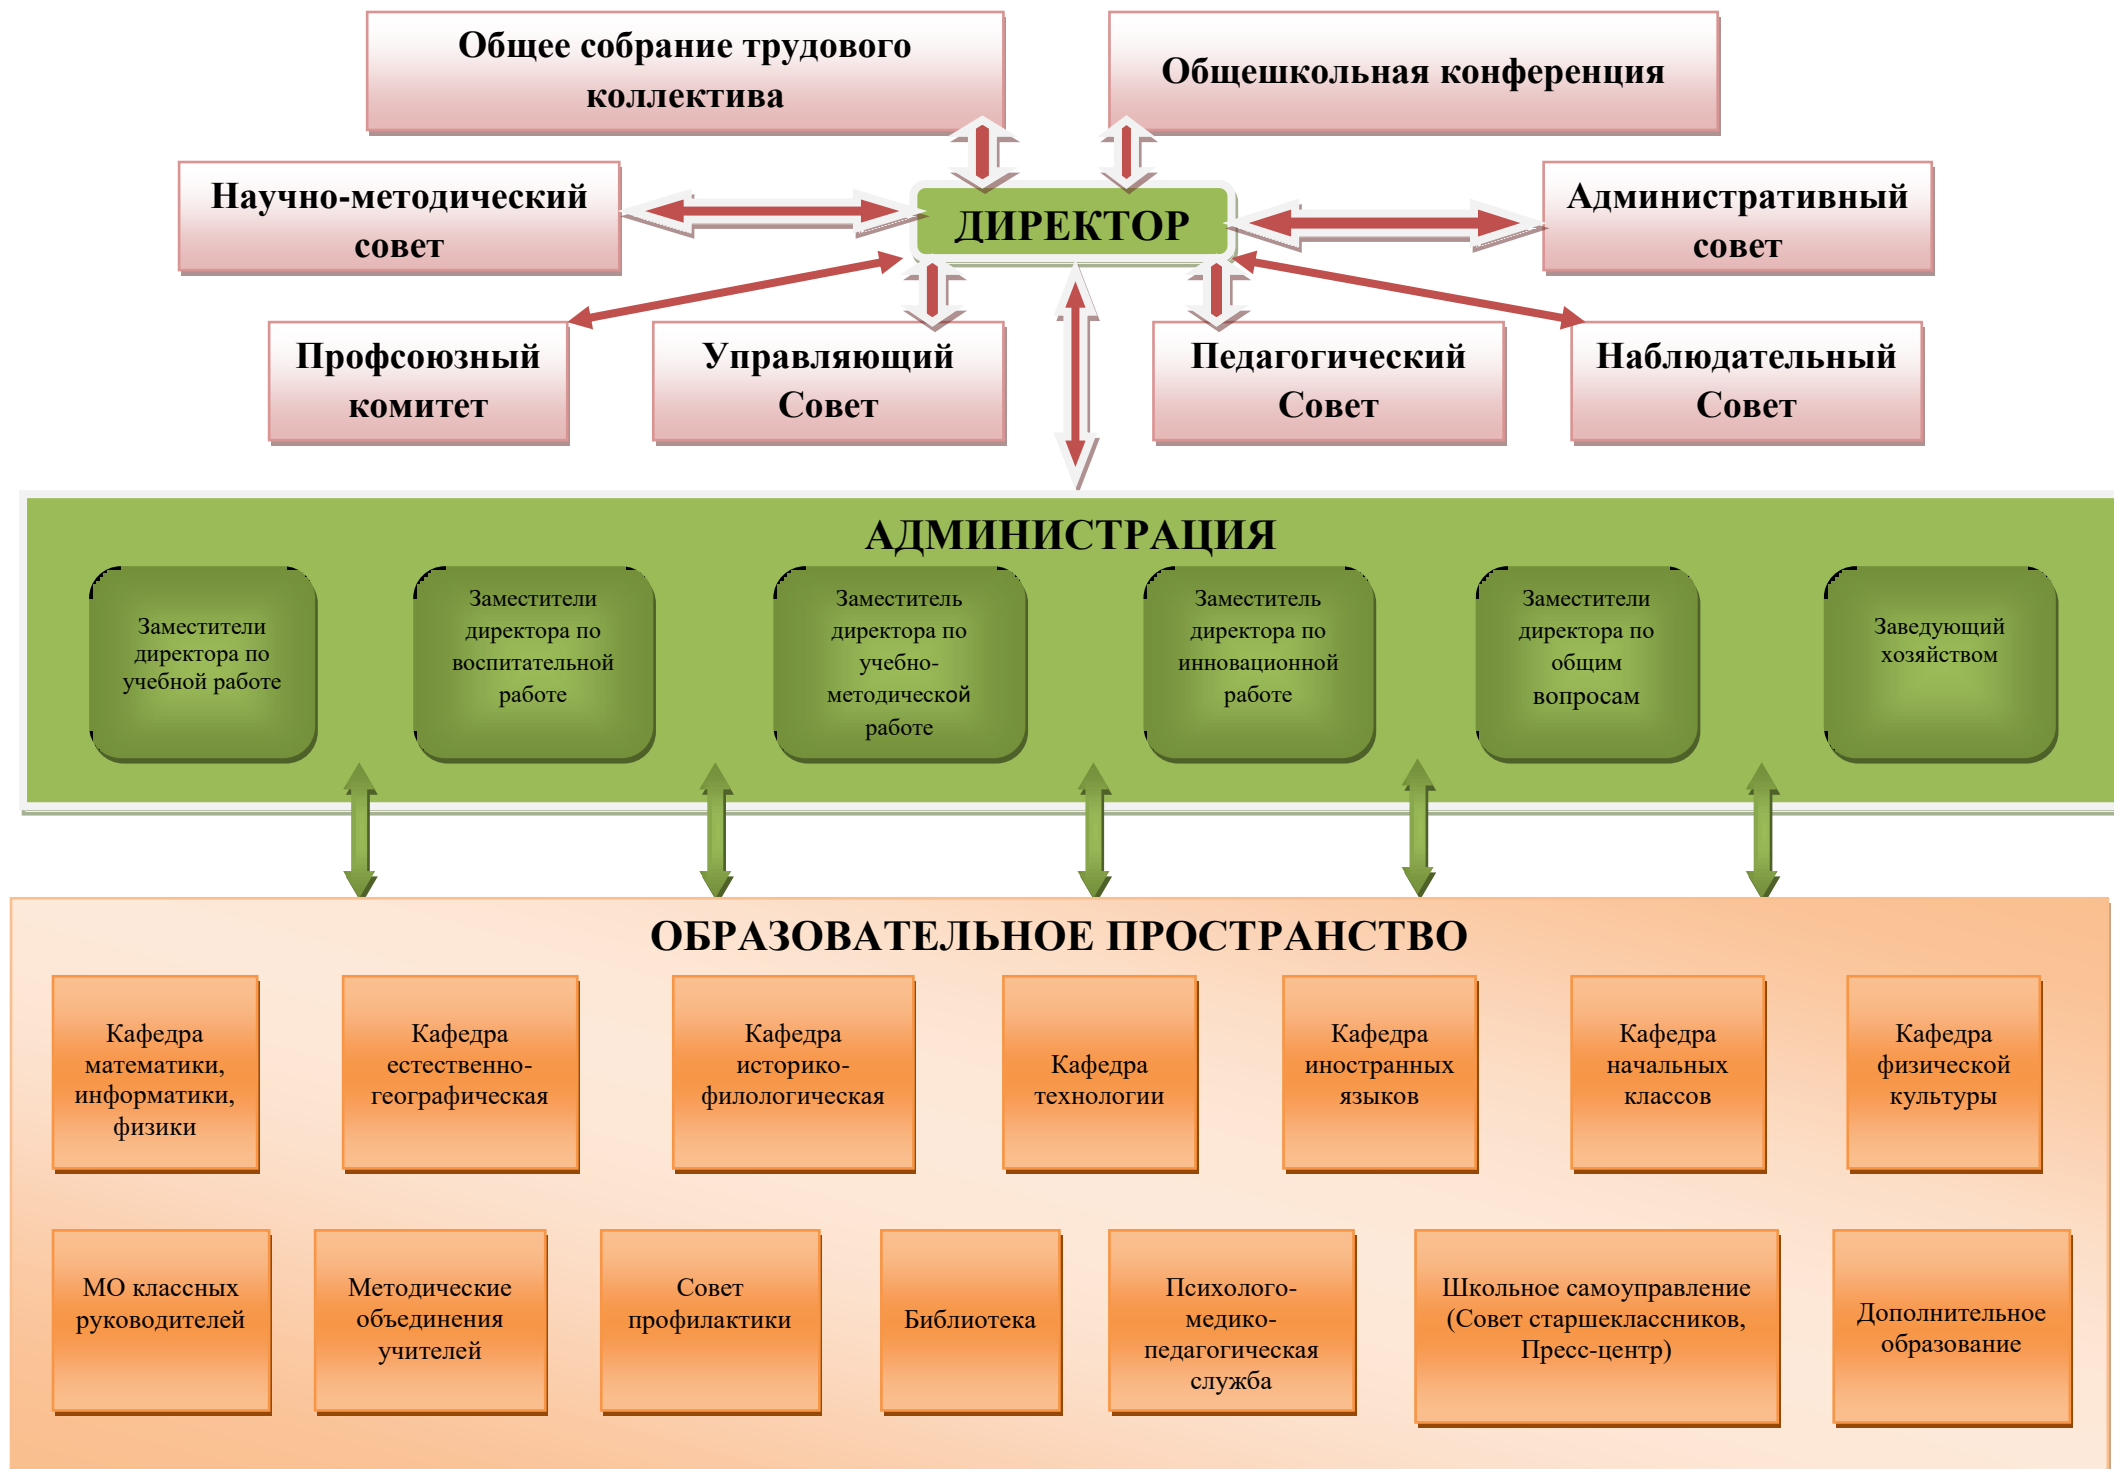 Общее собрание трудового
коллектива
Общешкольная конференция
Научно-методический
совет
ДИРЕКТОР
Административный
совет
Профсоюзный
комитет
Управляющий
Совет
Педагогический
Совет
Наблюдательный
Совет
АДМИНИСТРАЦИЯ
Заместители
директора по
учебной работе
Заместители
директора по
воспитательной
работе
Заместитель
директора по
учебно-
методической
работе
Заместитель
директора по
инновационной
работе
Заместители
директора по
общим
вопросам
Заведующий
хозяйством
ОБРАЗОВАТЕЛЬНОЕ ПРОСТРАНСТВО
Кафедра
математики,
информатики,
физики
Кафедра
естественно-
географическая
Кафедра
историко-
филологическая
Кафедра
технологии
Кафедра
иностранных
языков
Кафедра
начальных
классов
Кафедра
физической
культуры
МО классных
руководителей
Методические
объединения
учителей
Совет
профилактики
Библиотека
Психолого-
медико-
педагогическая
служба
Школьное самоуправление
(Совет старшеклассников,
Пресс-центр)
Дополнительное
образование